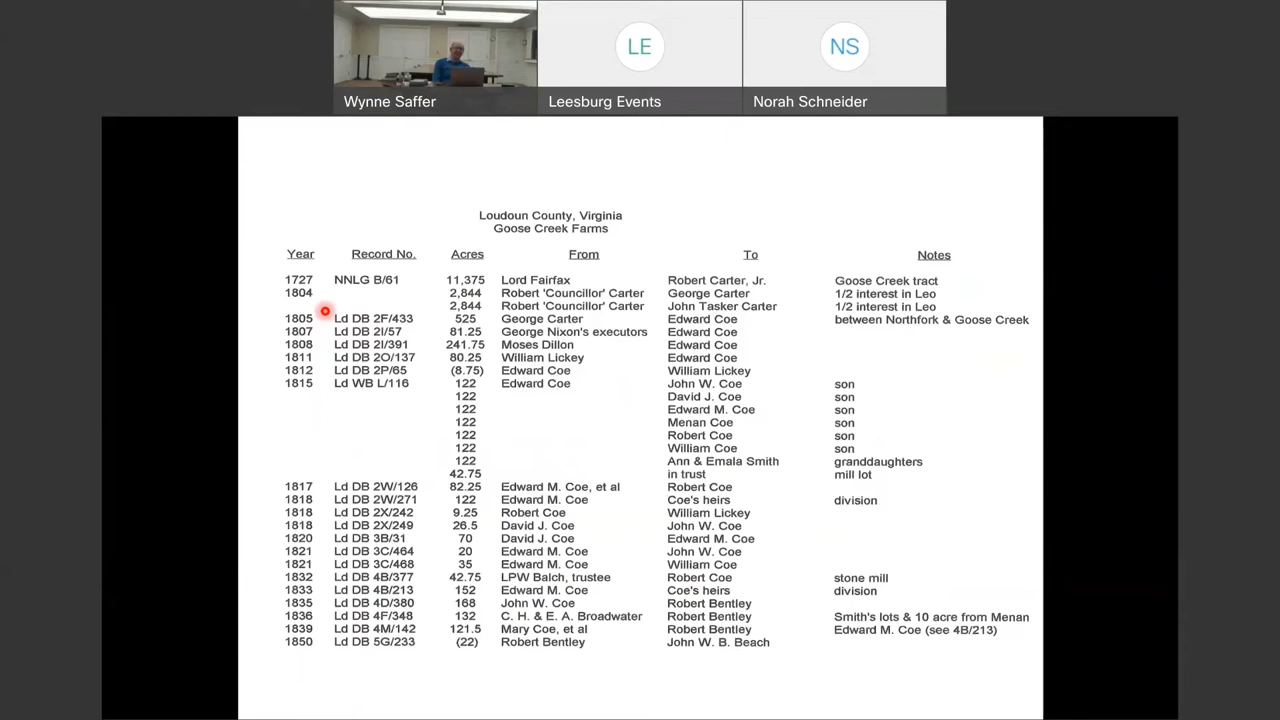 LE
NS
Wynne Saffer
Leesburg Events
Norah Schneider
Loudoun County, Virginia
Goose Creek Farms
Year Record No. Acres From To Notes
1727 NNLG B/61 11,375 Lord Fairfax Robert Carter, Jr. Goose Creek tract
1804 2,844 Robert 'Councillor' Carter George Carter 1/2 interest in Leo
2,844 Robert 'Councillor' Carter John Tasker Carter 1/2 interest in Leo
1805 Ld DB 2F/433 525 George Carter Edward Coe between Northfork & Goose Creek
1807 Ld DB 2I/57 81.25 George Nixon's executors Edward Coe
1808 Ld DB 2I/391 241.75 Moses Dillon Edward Coe
1811 Ld DB 2O/137 80.25 William Lickey Edward Coe
1812 Ld DB 2P/65 (8.75) Edward Coe William Lickey
1815 Ld WB L/116 122 Edward Coe John W. Coe son
122 David J. Coe son
122 Edward M. Coe son
122 Menan Coe son
122 Robert Coe son
122 William Coe son
122 Ann & Emala Smith granddaughters
42.75 in trust mill lot
1817 Ld DB 2W/126 82.25 Edward M. Coe, et al Robert Coe
1818 Ld DB 2W/271 122 Edward M. Coe Coe's heirs division
1818 Ld DB 2X/242 9.25 Robert Coe William Lickey
1818 Ld DB 2X/249 26.5 David J. Coe John W. Coe
1820 Ld DB 3B/31 70 David J. Coe Edward M. Coe
1821 Ld DB 3C/464 20 Edward M. Coe John W. Coe
1821 Ld DB 3C/468 35 Edward M. Coe William Coe
1832 Ld DB 4B/377 42.75 LPW Balch, trustee Robert Coe stone mill
1833 Ld DB 4B/213 152 Edward M. Coe Coe's heirs division
1835 Ld DB 4D/380 168 John W. Coe Robert Bentley
1836 Ld DB 4F/348 132 C. H. & E. A. Broadwater Robert Bentley Smith's lots & 10 acre from Menan
1839 Ld DB 4M/142 121.5 Mary Coe, et al Robert Bentley Edward M. Coe (see 4B/213)
1850 Ld DB 5G/233 (22) Robert Bentley John W. B. Beach